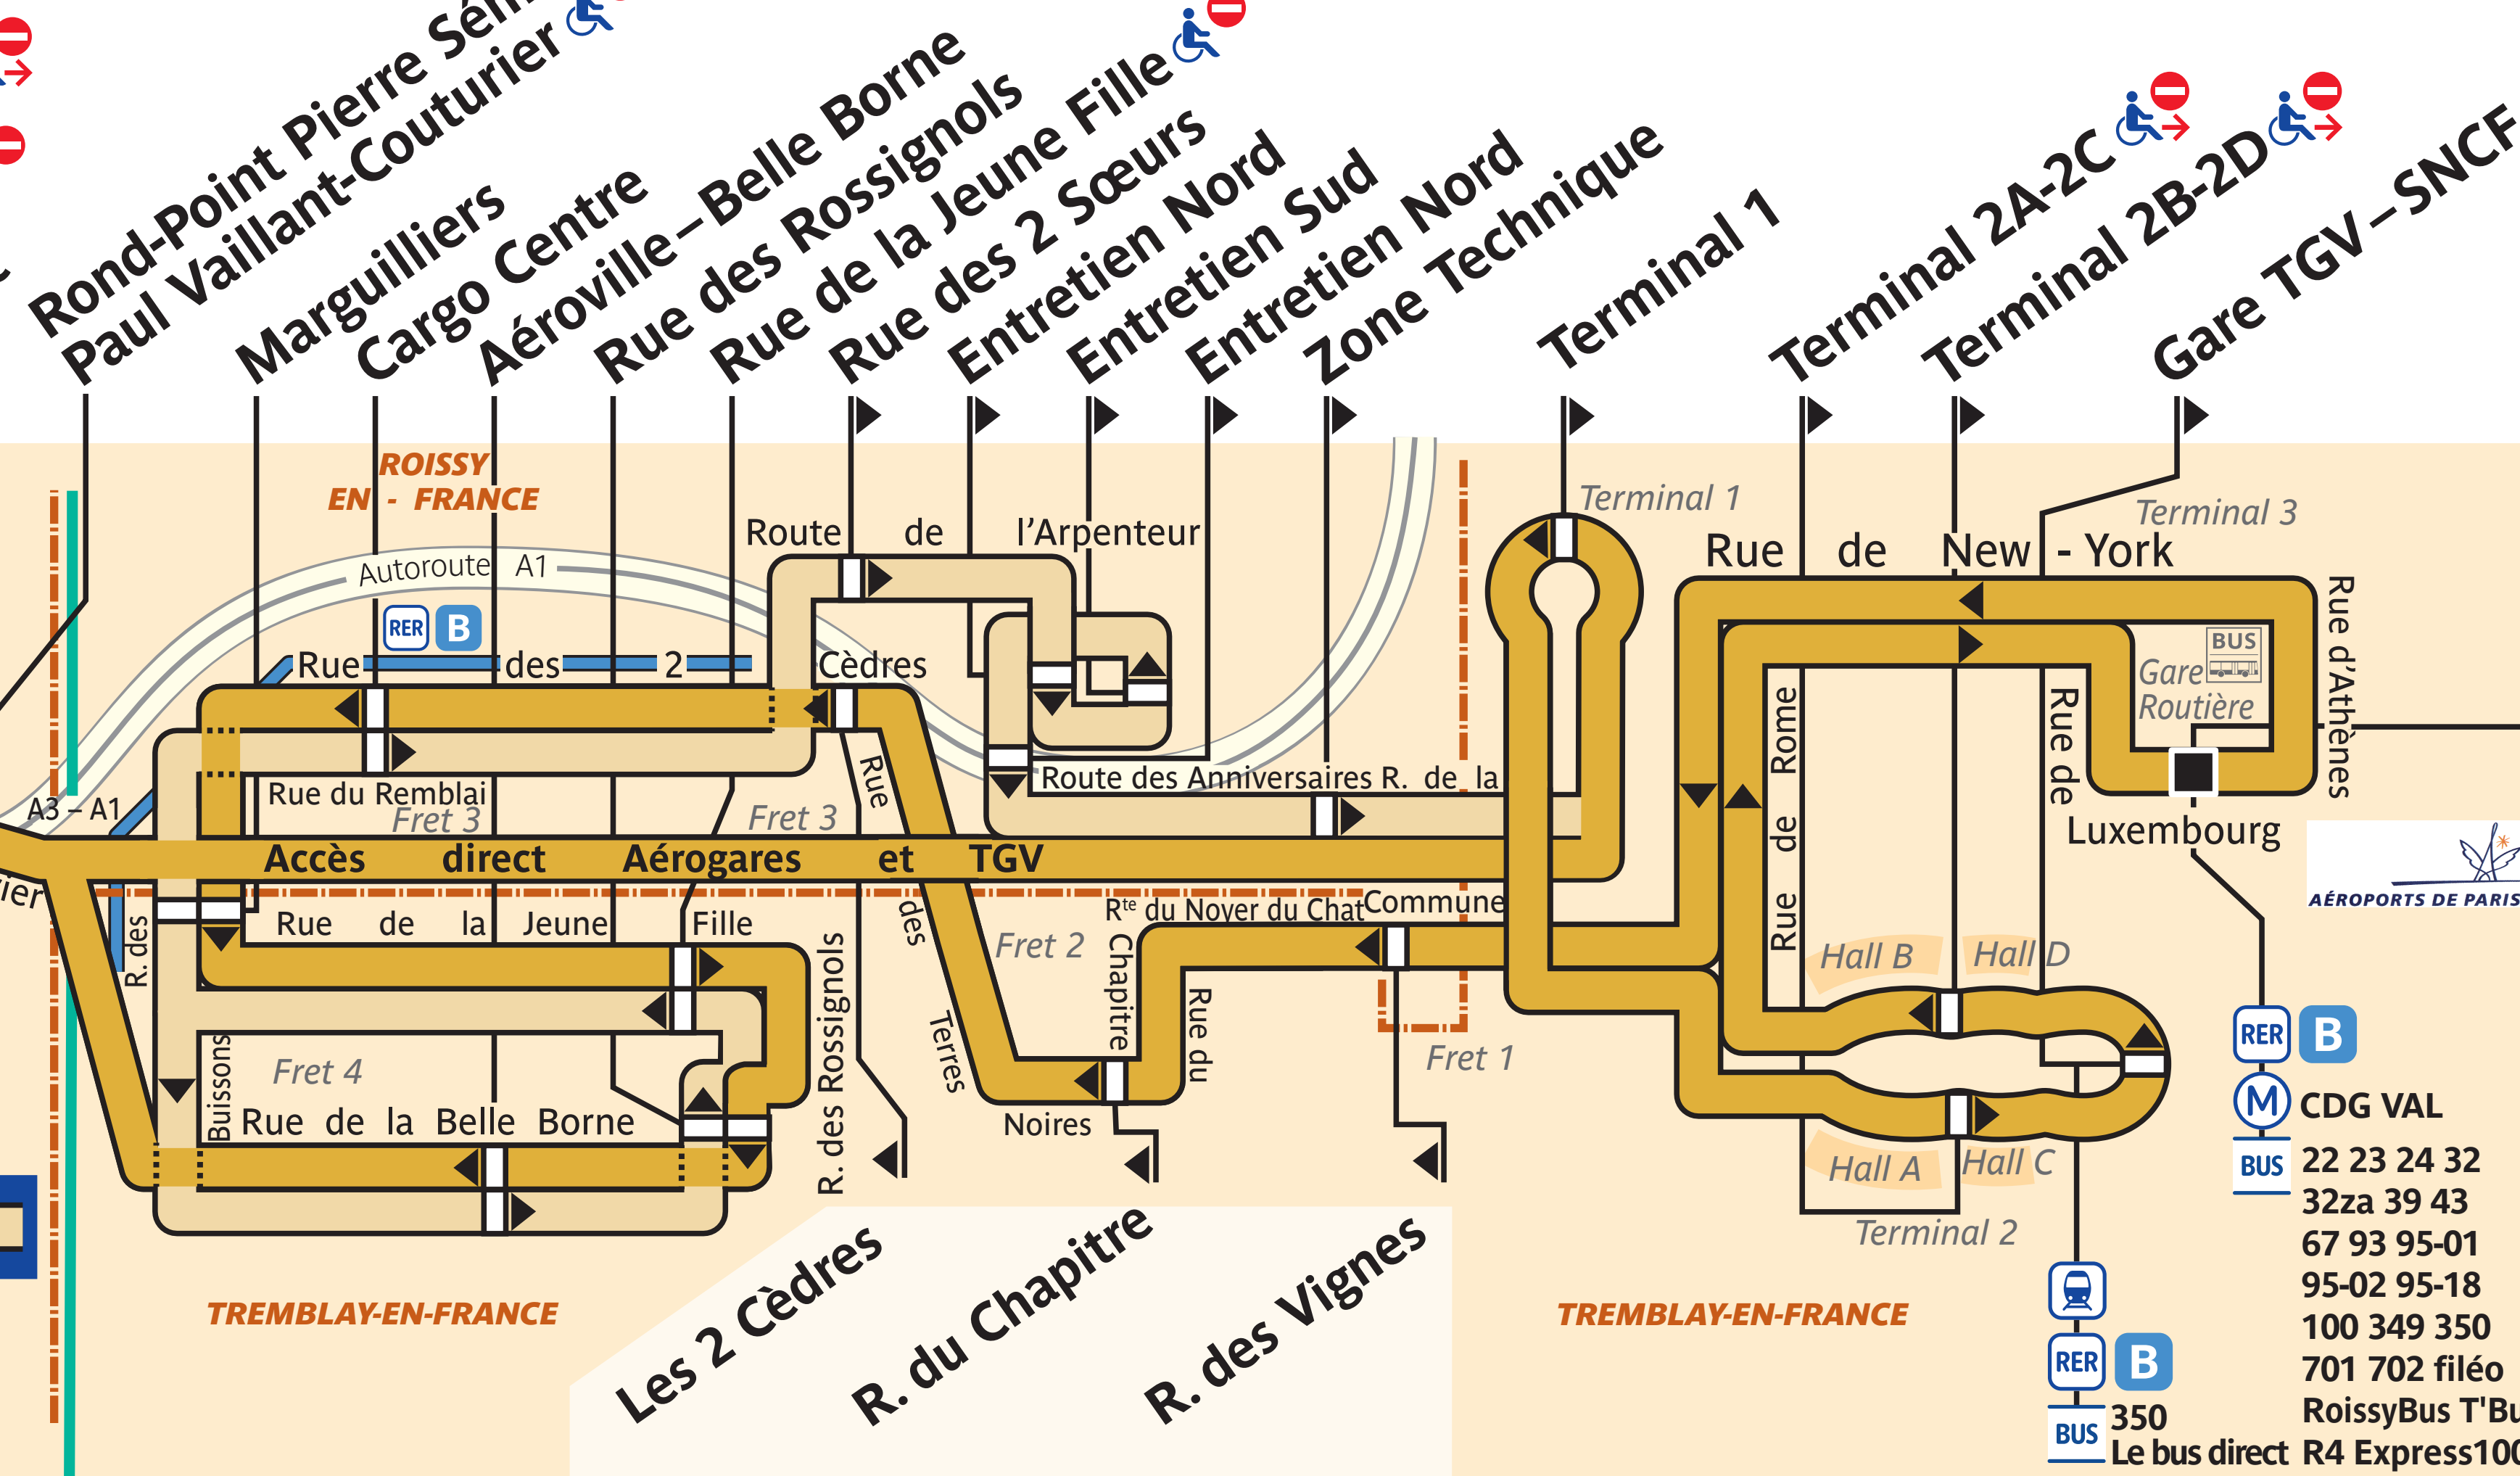 Rond-Point Pierre Sém
Paul Vaillant-Couturier
Marguilliers
Cargo Centre
Aéroville – Belle Borne
Rue des Rossignols
Rue de la Jeune Fille
Rue des 2 Sœurs
Entretien Nord
Entretien Sud
Entretien Nord
Zone Technique
Terminal 1
Terminal 2A-2C
Terminal 2B-2D
Gare TGV – SNCF
ROISSY
EN - FRANCE
Autoroute A1
RER B
Route de l'Arpenteur
Terminal 1
Terminal 3
Rue de New - York
Rue des 2 Cèdres
Rue du Remblai
Fret 3
Fret 3
A3 – A1
Route des Anniversaires R. de la
Commune
Accès direct Aérogares et TGV
ier
Rue de la Jeune Fille
R. des
Buissons
Fret 4
Rue de la Belle Borne
R. des Rossignols
Rue
des
Terres
Noires
Fret 2
Rte du Noyer du Chat
Chapitre
Rue du
Fret 1
Rue de Rome
Rue de
Luxembourg
Rue d'Athènes
BUS
Gare
Routière
AÉROPORTS DE PARIS
Hall B
Hall D
Hall A
Hall C
Terminal 2
Les 2 Cèdres
R. du Chapitre
R. des Vignes
TREMBLAY-EN-FRANCE
TREMBLAY-EN-FRANCE
RER B
M CDG VAL
BUS 22 23 24 32
32za 39 43
67 93 95-01
95-02 95-18
100 349 350
701 702 filéo
RoissyBus T'Bu
R4 Express100
RER B
BUS 350
Le bus direct